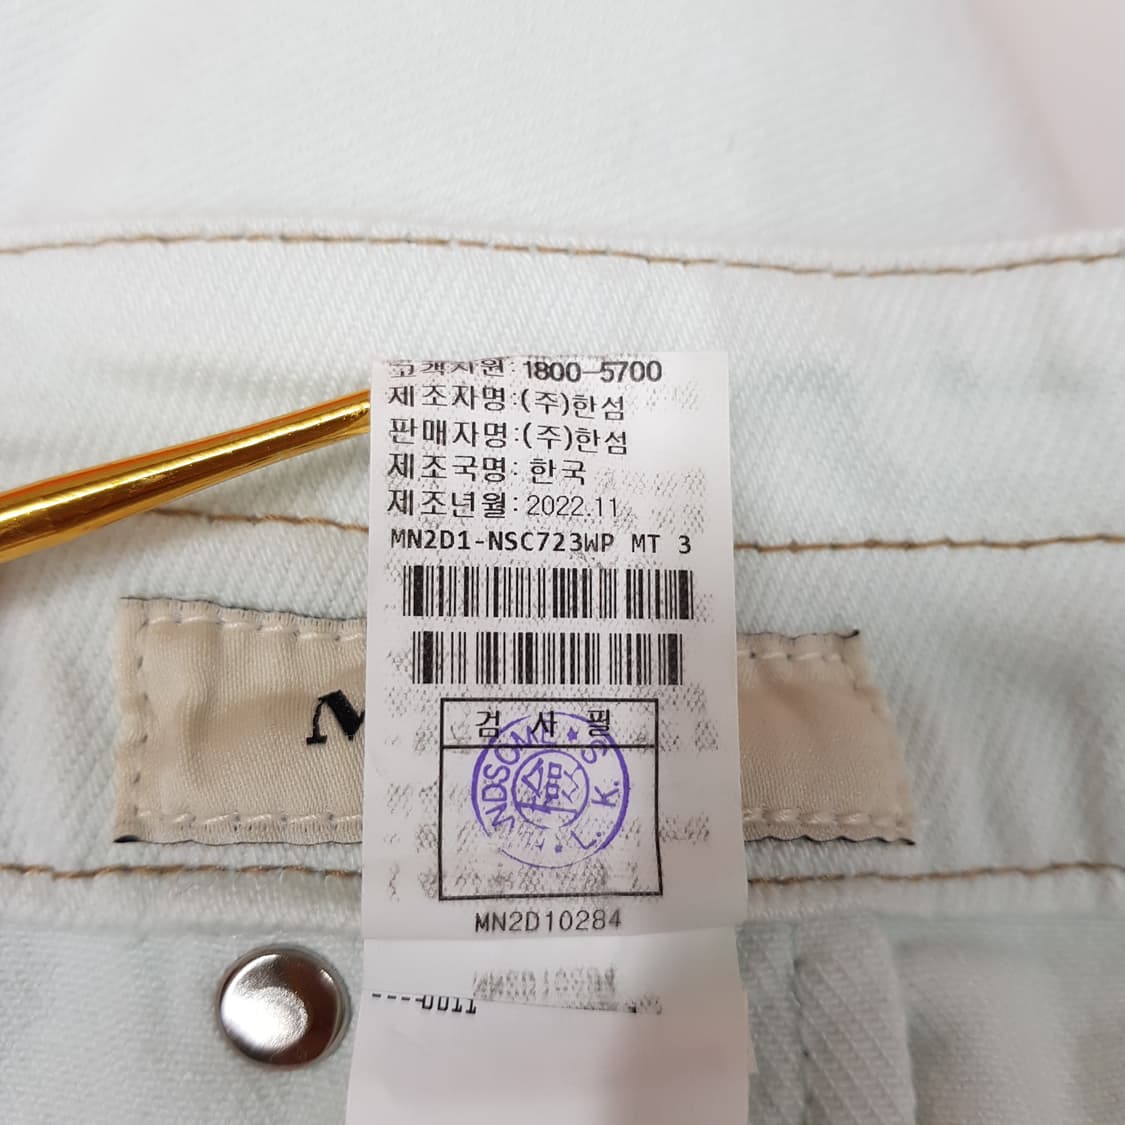 고객지원: 1800-5700
제조자명:(주)한섬
판매자명:(주)한섬
제조국명: 한국
제조년월: 2022.11
MN2D1-NSC723WP MT 3
검 사 필
NDSOME ★ S. K. L.
檢
MN2D10284
M